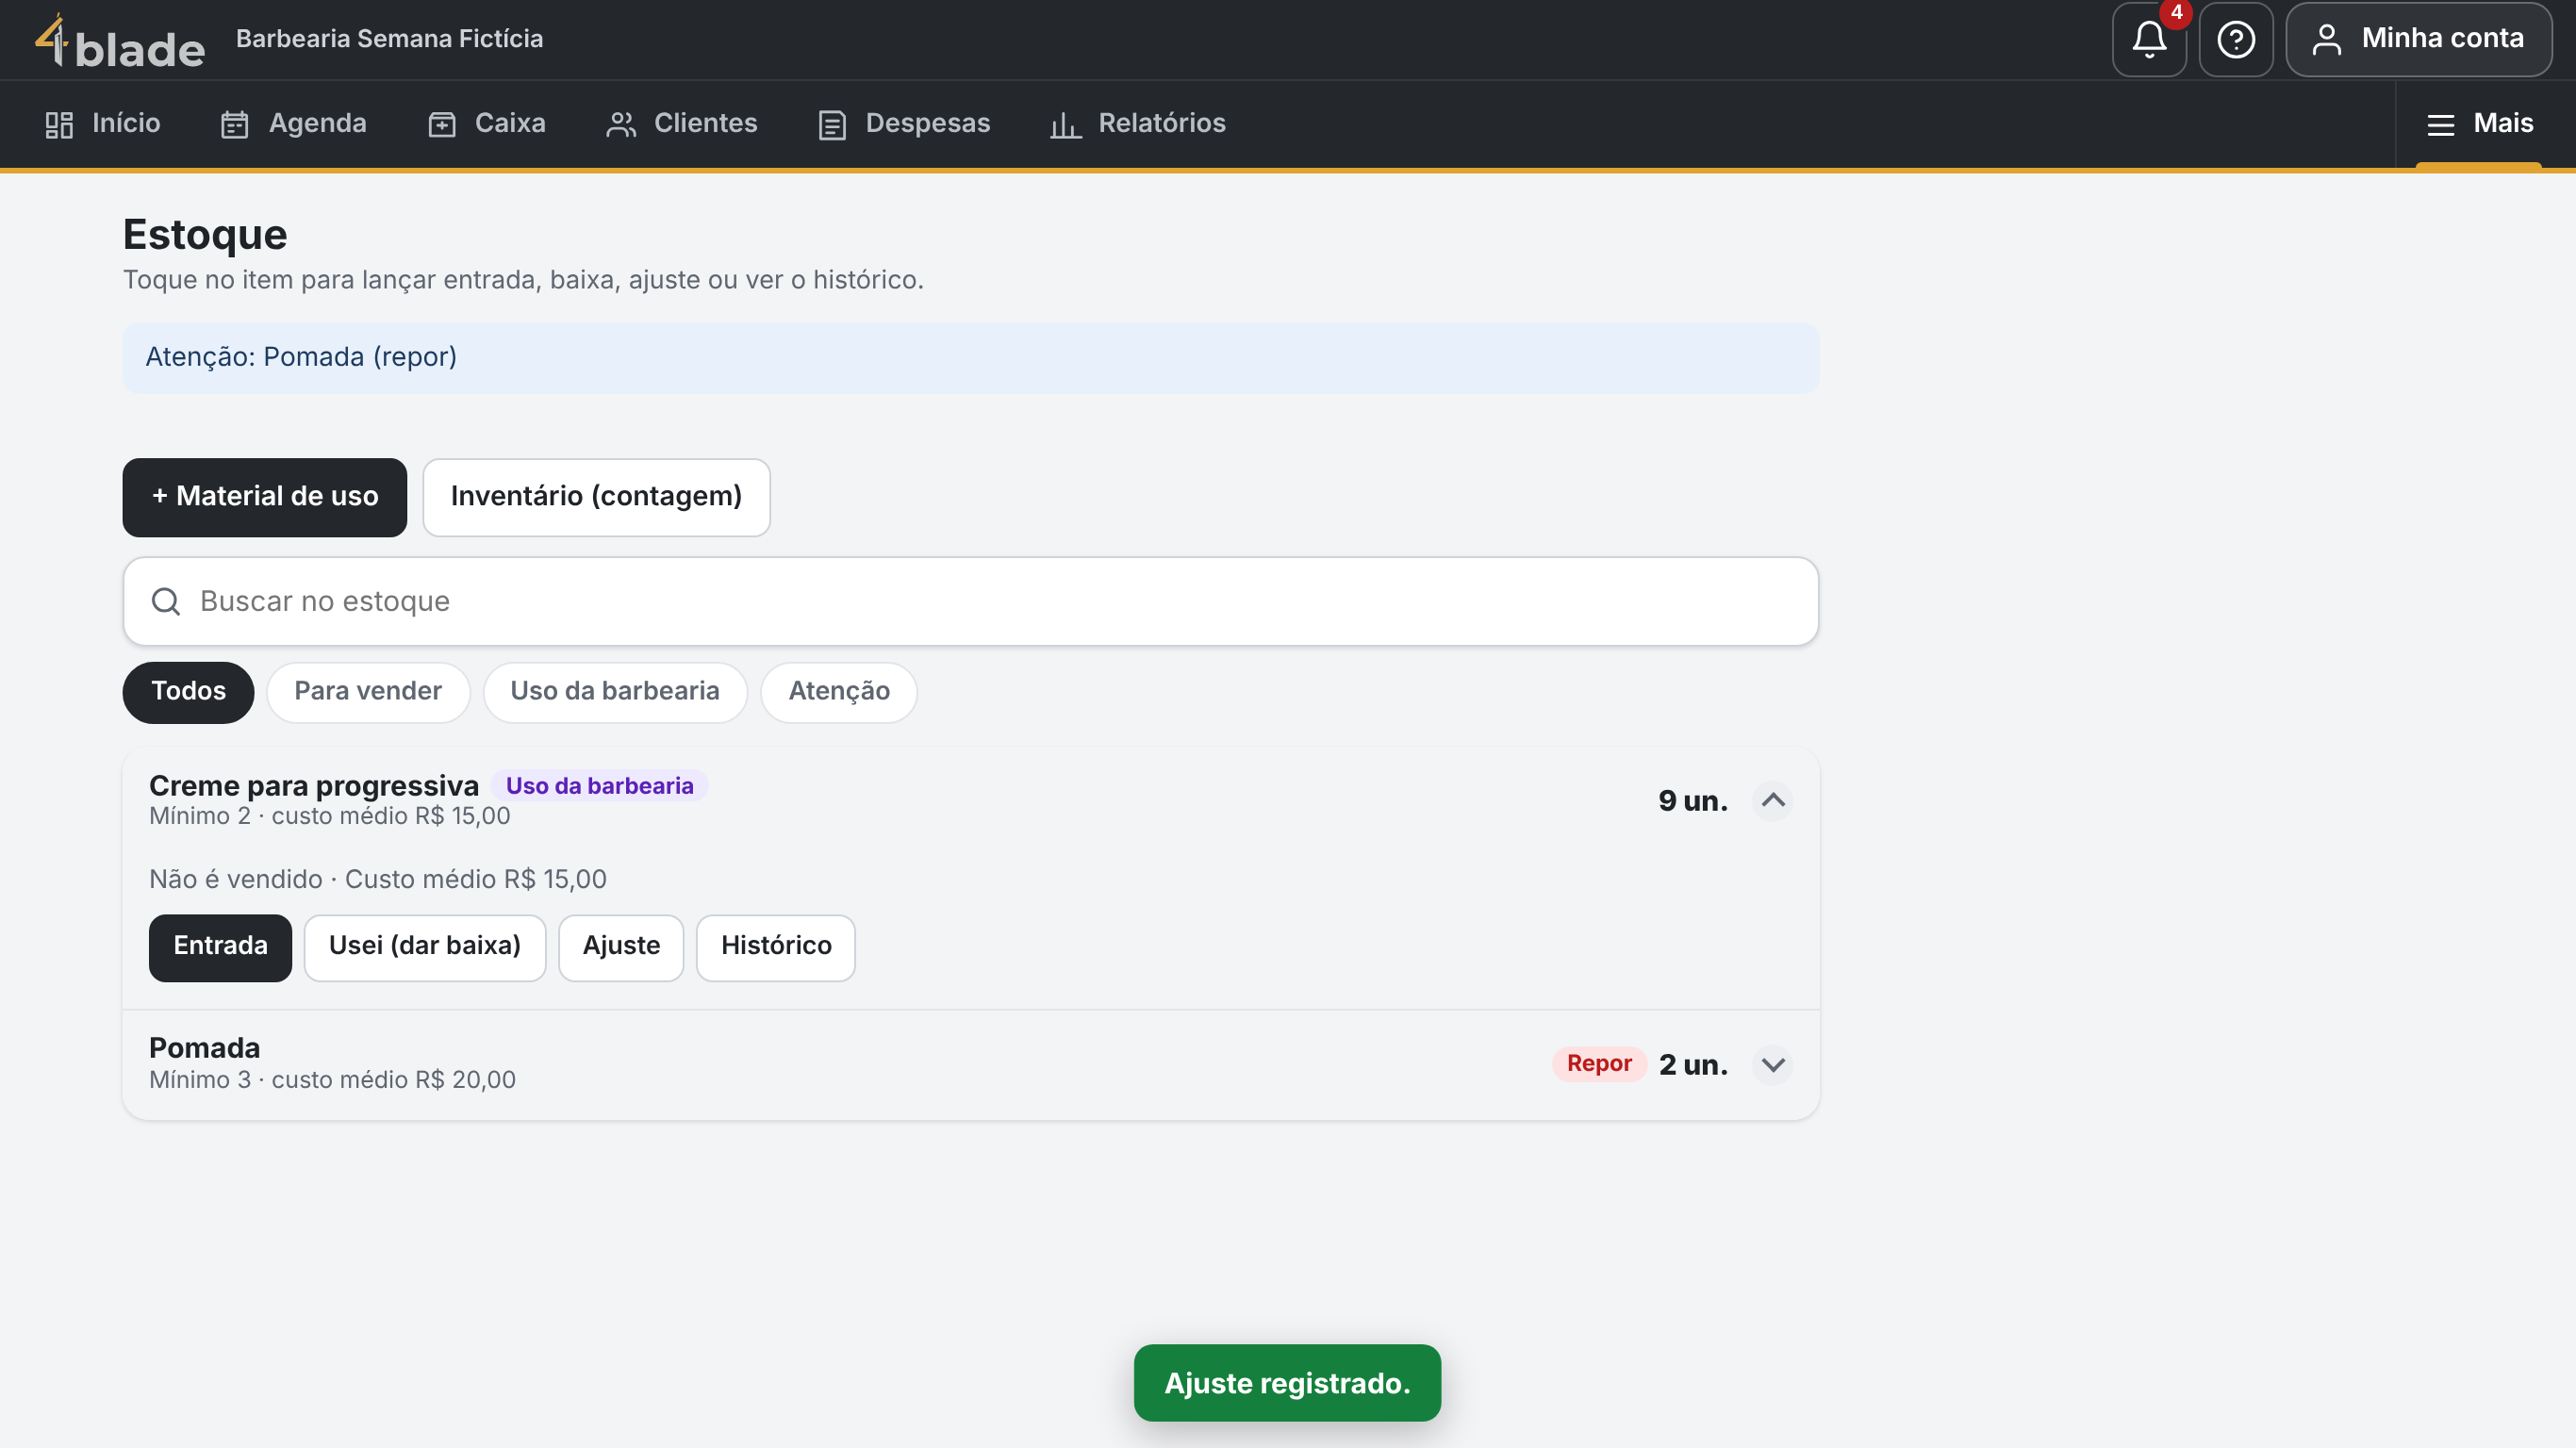 4blade
Barbearia Semana Fictícia
4
Minha conta
Início
Agenda
Caixa
Clientes
Despesas
Relatórios
Mais
Estoque
Toque no item para lançar entrada, baixa, ajuste ou ver o histórico.
Atenção: Pomada (repor)
+ Material de uso
Inventário (contagem)
Buscar no estoque
Todos
Para vender
Uso da barbearia
Atenção
Creme para progressiva
Uso da barbearia
9 un.
Mínimo 2 · custo médio R$ 15,00
Não é vendido · Custo médio R$ 15,00
Entrada
Usei (dar baixa)
Ajuste
Histórico
Pomada
Repor
2 un.
Mínimo 3 · custo médio R$ 20,00
Ajuste registrado.